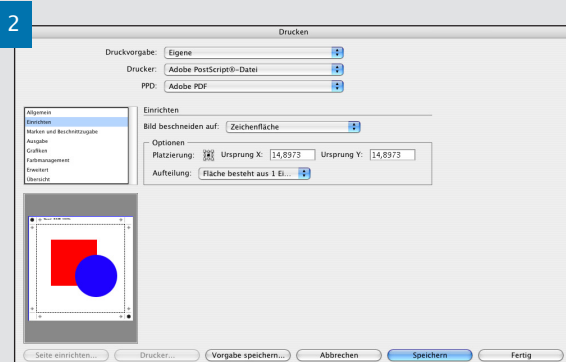 2
Drucken
Druckvorgabe: Eigene
Drucker: Adobe PostScript®-Datei
PPD: Adobe PDF
Allgemein
Einrichten
Marken und Beschnittzugabe
Ausgabe
Grafiken
Farbmanagement
Erweitert
Übersicht
Einrichten
Bild beschneiden auf: Zeichenfläche
Optionen
Platzierung: Ursprung X: 14,8973 Ursprung Y: 14,8973
Aufteilung: Fläche besteht aus 1 Ei...
Seite einrichten... Drucker... Vorgabe speichern... Abbrechen Speichern Fertig